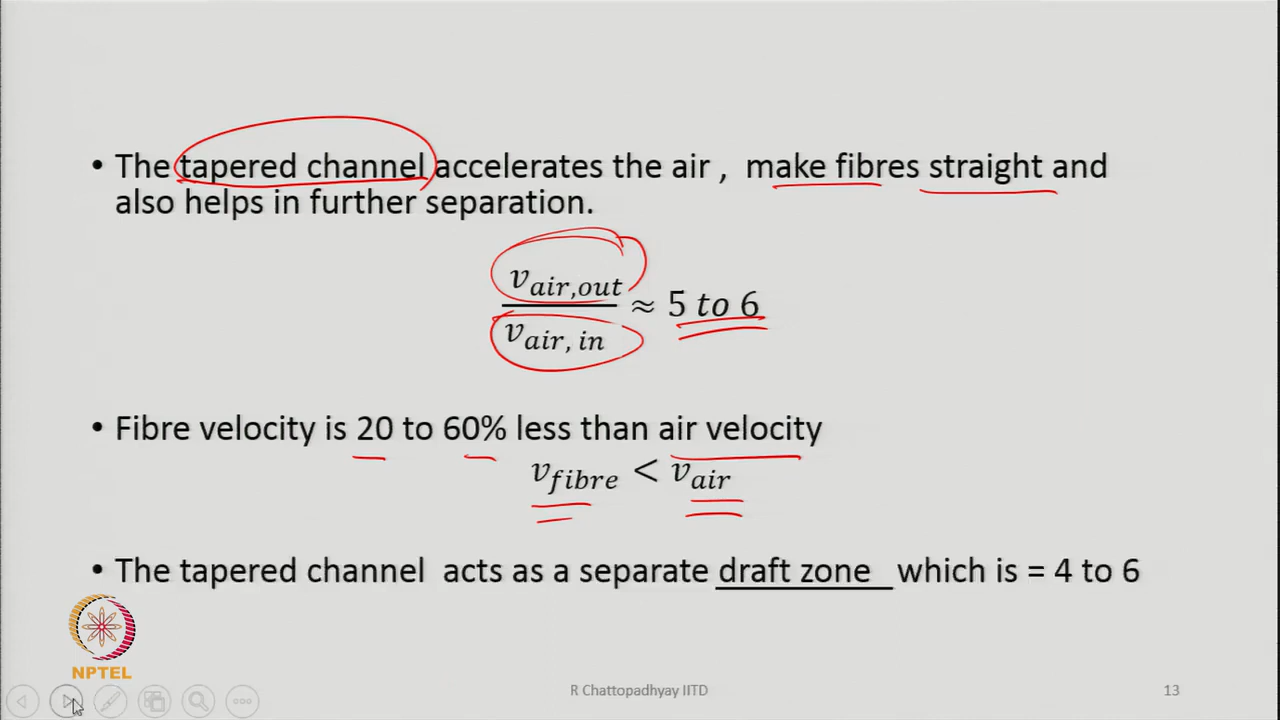 • The tapered channel accelerates the air , make fibres straight and
also helps in further separation.
v_air,out / v_air, in ≈ 5 to 6
• Fibre velocity is 20 to 60% less than air velocity
v_fibre < v_air
• The tapered channel acts as a separate draft zone which is = 4 to 6
NPTEL
R Chattopadhyay IITD
13